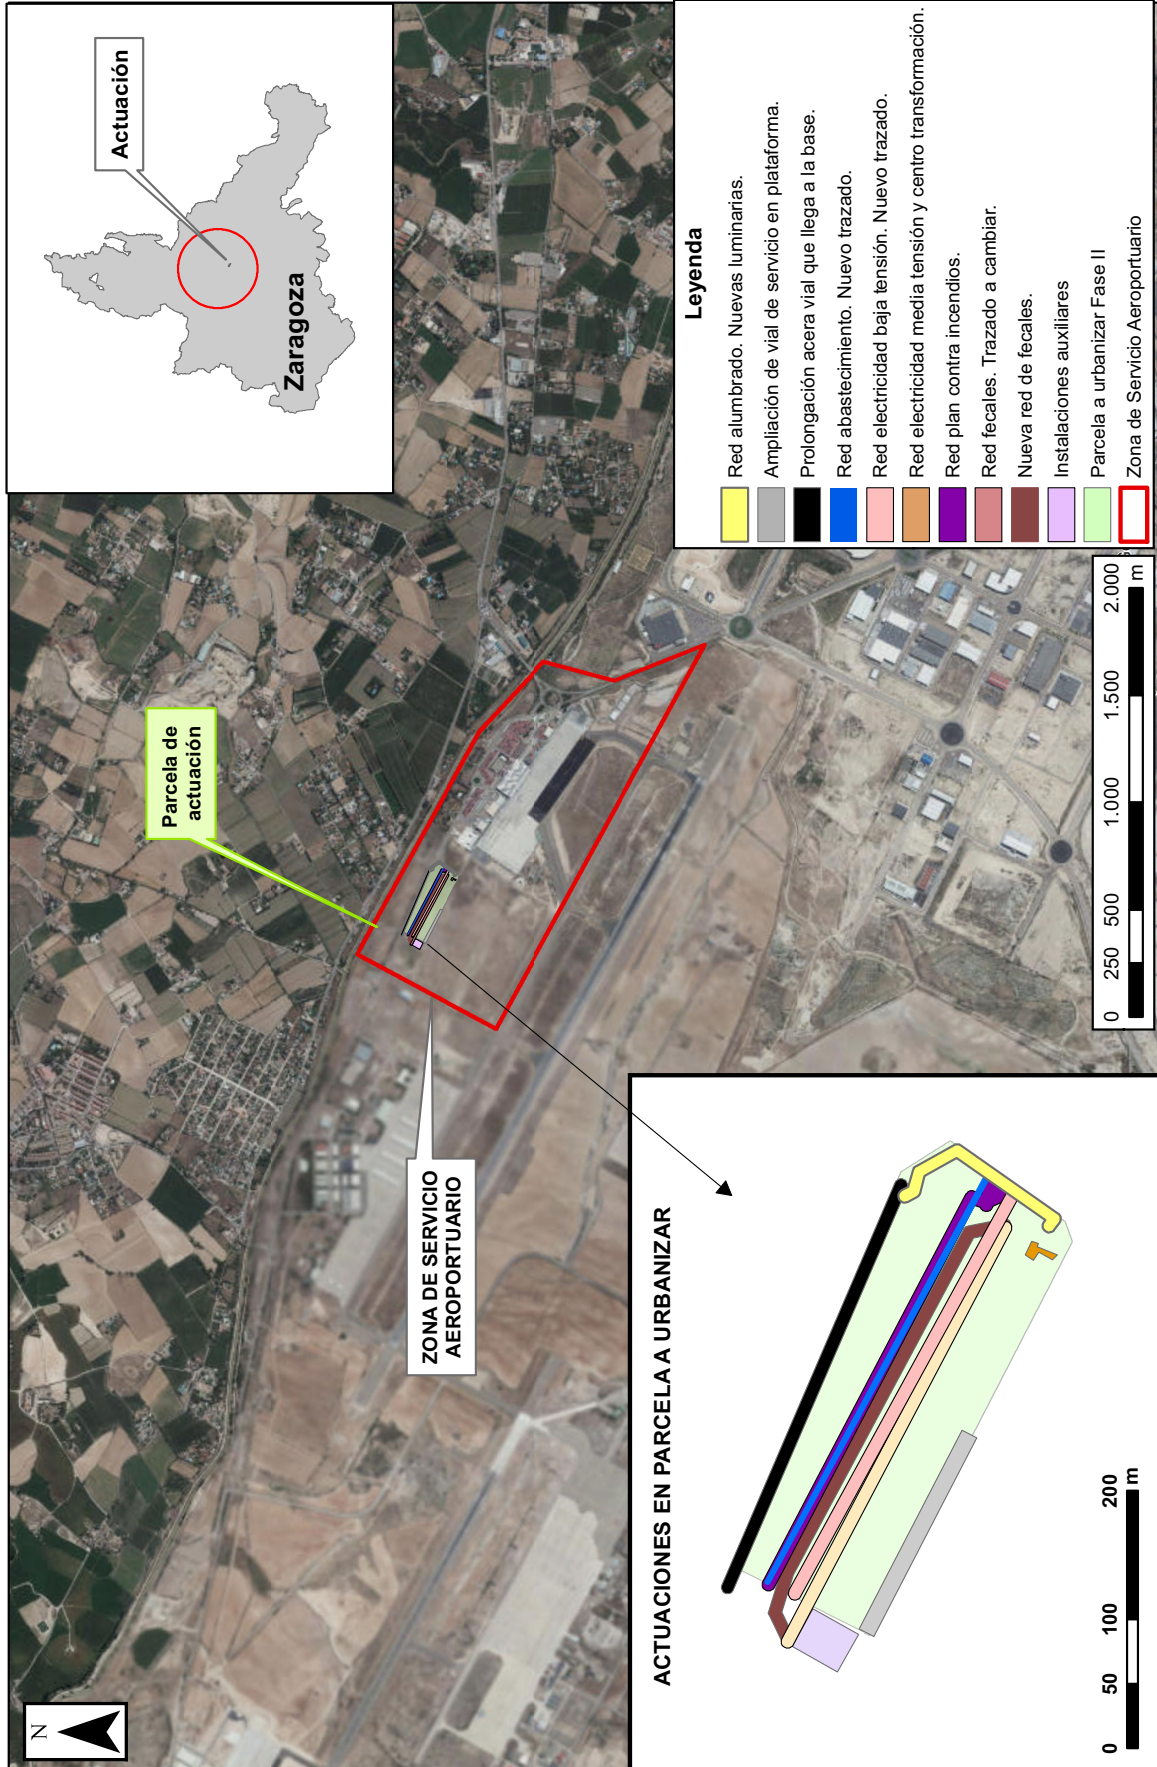 Actuación
Zaragoza
Parcela de
actuación
ZONA DE SERVICIO
AEROPORTUARIO
N
Leyenda
Red alumbrado. Nuevas luminarias.
Ampliación de vial de servicio en plataforma.
Prolongación acera vial que llega a la base.
Red abastecimiento. Nuevo trazado.
Red electricidad baja tensión. Nuevo trazado.
Red electricidad media tensión y centro transformación.
Red plan contra incendios.
Red fecales. Trazado a cambiar.
Nueva red de fecales.
Instalaciones auxiliares
Parcela a urbanizar Fase II
Zona de Servicio Aeroportuario
0 250 500 1.000 1.500 2.000
m
ACTUACIONES EN PARCELA A URBANIZAR
0 50 100 200
m